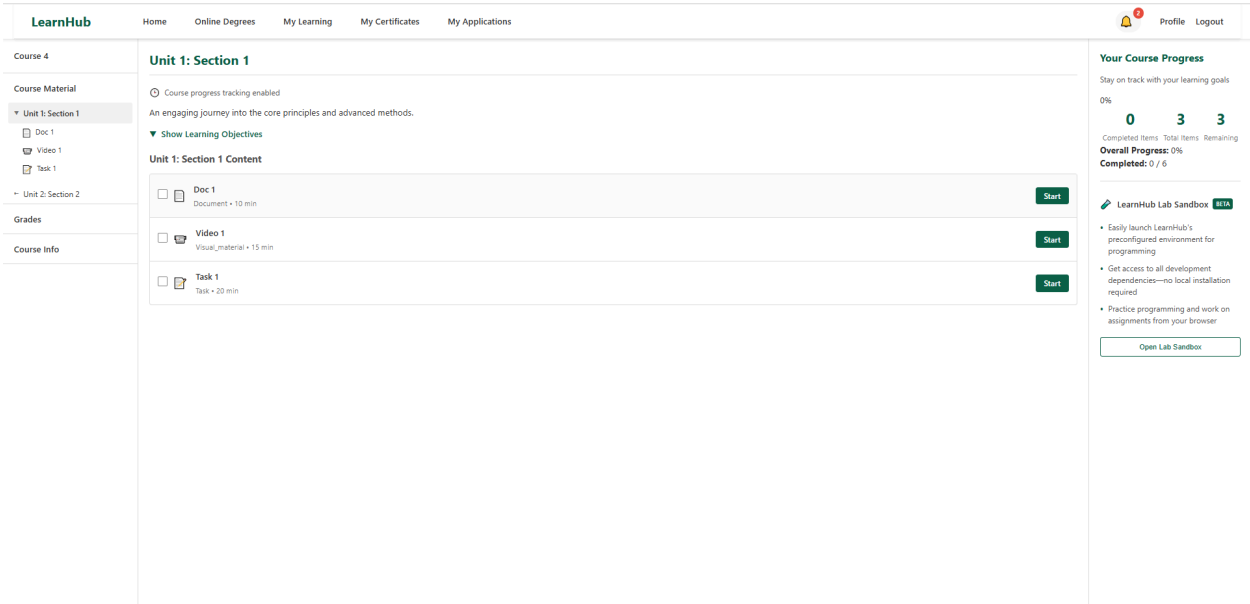 LearnHub
Home
Online Degrees
My Learning
My Certificates
My Applications
2
Profile
Logout
Course 4
Course Material
▼ Unit 1: Section 1
Doc 1
Video 1
Task 1
Unit 2: Section 2
Grades
Course Info
Unit 1: Section 1
Course progress tracking enabled
An engaging journey into the core principles and advanced methods.
▼ Show Learning Objectives
Unit 1: Section 1 Content
Doc 1
Document • 10 min
Start
Video 1
Visual_material • 15 min
Start
Task 1
Task • 20 min
Start
Your Course Progress
Stay on track with your learning goals
0%
0 3 3
Completed Items Total Items Remaining
Overall Progress: 0%
Completed: 0 / 6
LearnHub Lab Sandbox BETA
• Easily launch LearnHub's
preconfigured environment for
programming
• Get access to all development
dependencies—no local installation
required
• Practice programming and work on
assignments from your browser
Open Lab Sandbox